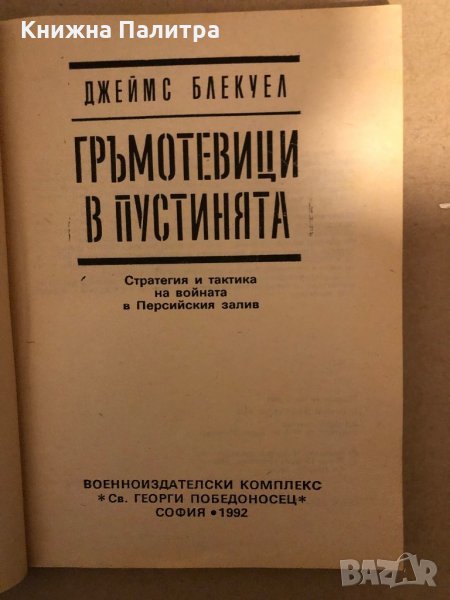 Книжна Палитра
ДЖЕЙМС БЛЕКУЕЛ
ГРЪМОТЕВИЦИ
В ПУСТИНЯТА
Стратегия и тактика
на войната
в Персийския залив
ВОЕННОИЗДАТЕЛСКИ КОМПЛЕКС
*Св. ГЕОРГИ ПОБЕДОНОСЕЦ*
СОФИЯ • 1992
BAZAR